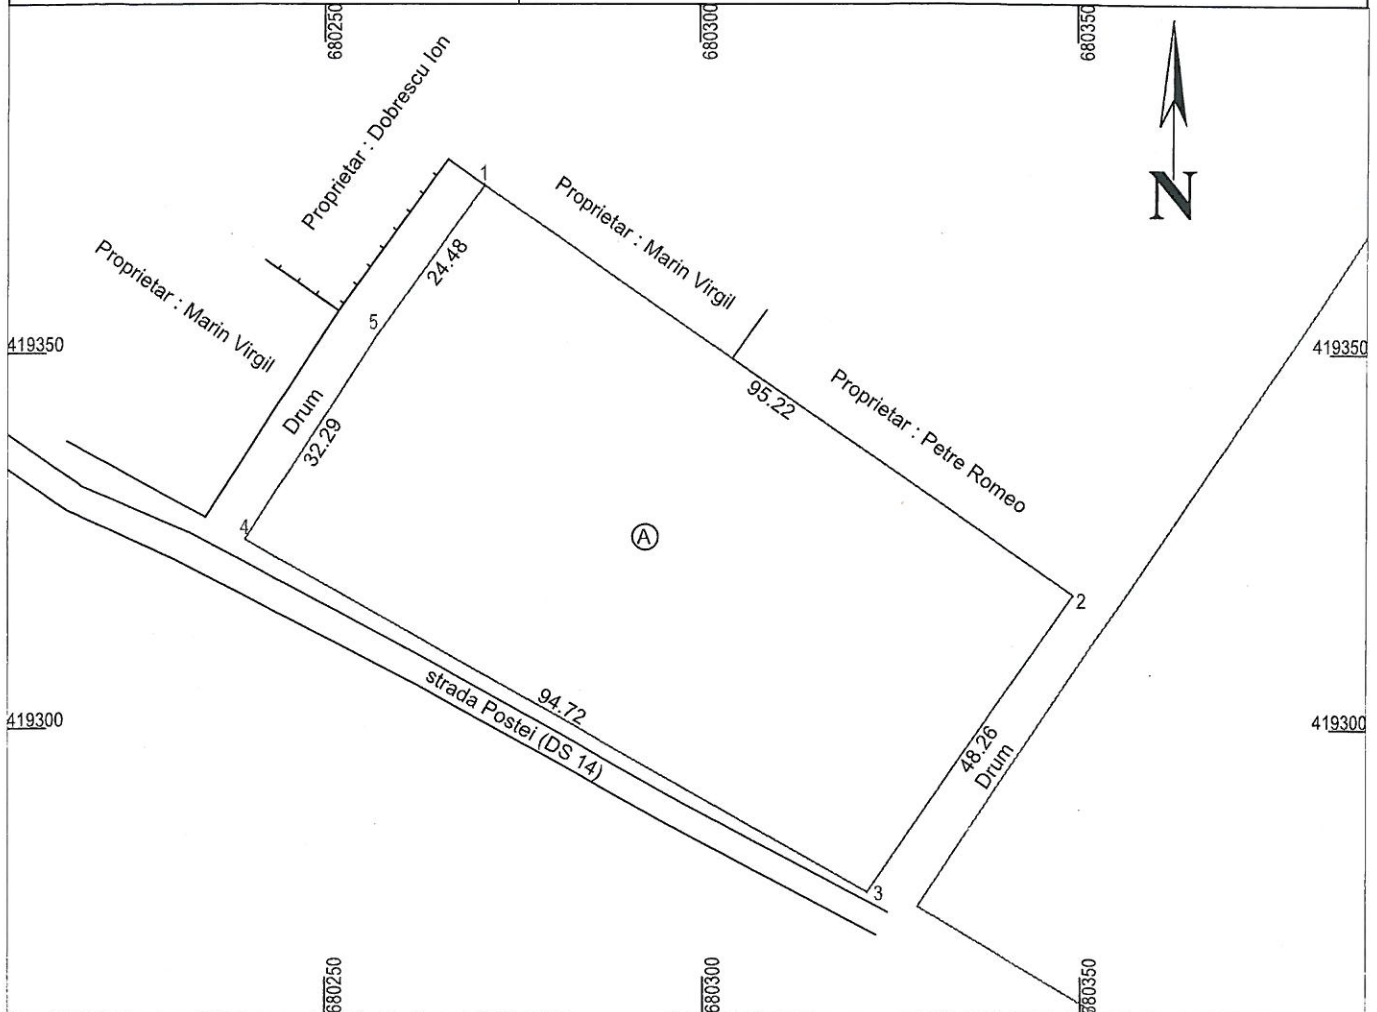 680250
680300
680350
Proprietar : Dobrescu Ion
1
Proprietar : Marin Virgil
N
Proprietar : Marin Virgil
24.48
5
419350
419350
95.22
Proprietar : Petre Romeo
Drum
32.29
4
A
2
strada Postei (DS 14)
94.72
419300
419300
48.26
Drum
3
680250
680300
680350